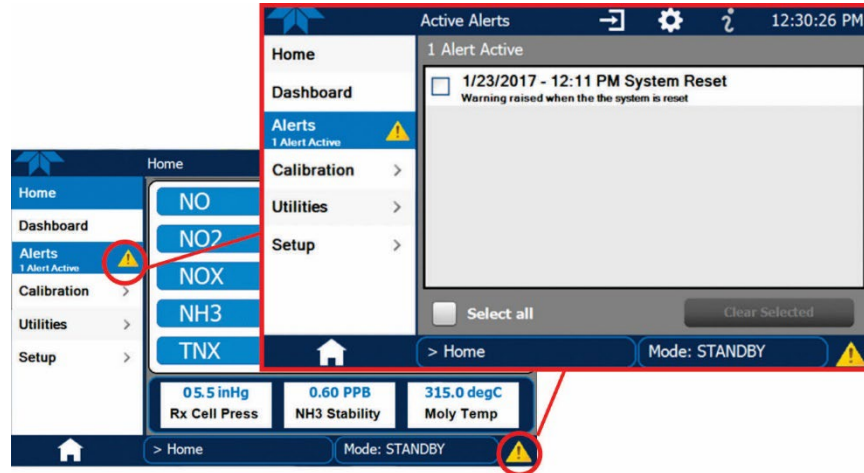 Active Alerts
12:30:26 PM
Home
Dashboard
Alerts
1 Alert Active
Calibration >
Utilities >
Setup >
1 Alert Active
1/23/2017 - 12:11 PM System Reset
Warning raised when the the system is reset
Select all
Clear Selected
> Home
Mode: STANDBY
Home
Home
Dashboard
Alerts
1 Alert Active
Calibration >
Utilities >
Setup >
NO
NO2
NOX
NH3
TNX
05.5 inHg
Rx Cell Press
0.60 PPB
NH3 Stability
315.0 degC
Moly Temp
> Home
Mode: STANDBY